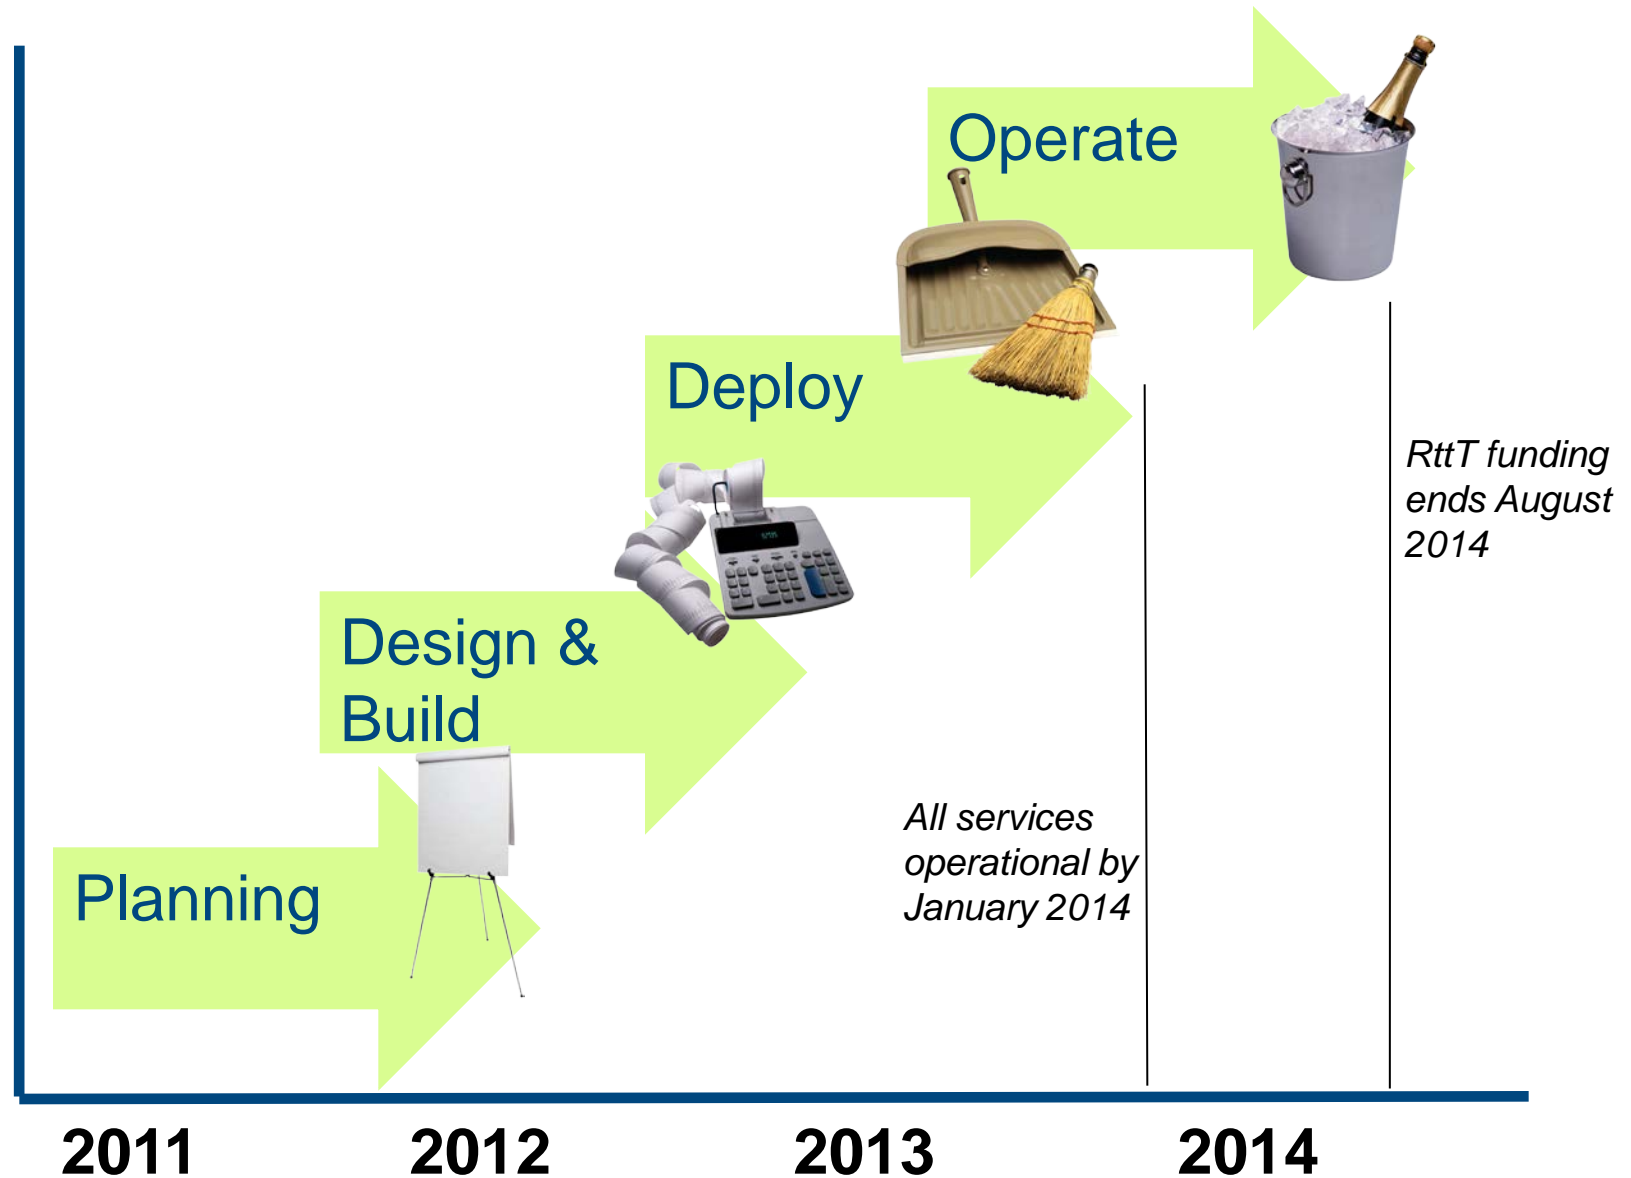 Operate
Deploy
Design &
Build
Planning
RttT funding
ends August
2014
All services
operational by
January 2014
2011
2012
2013
2014